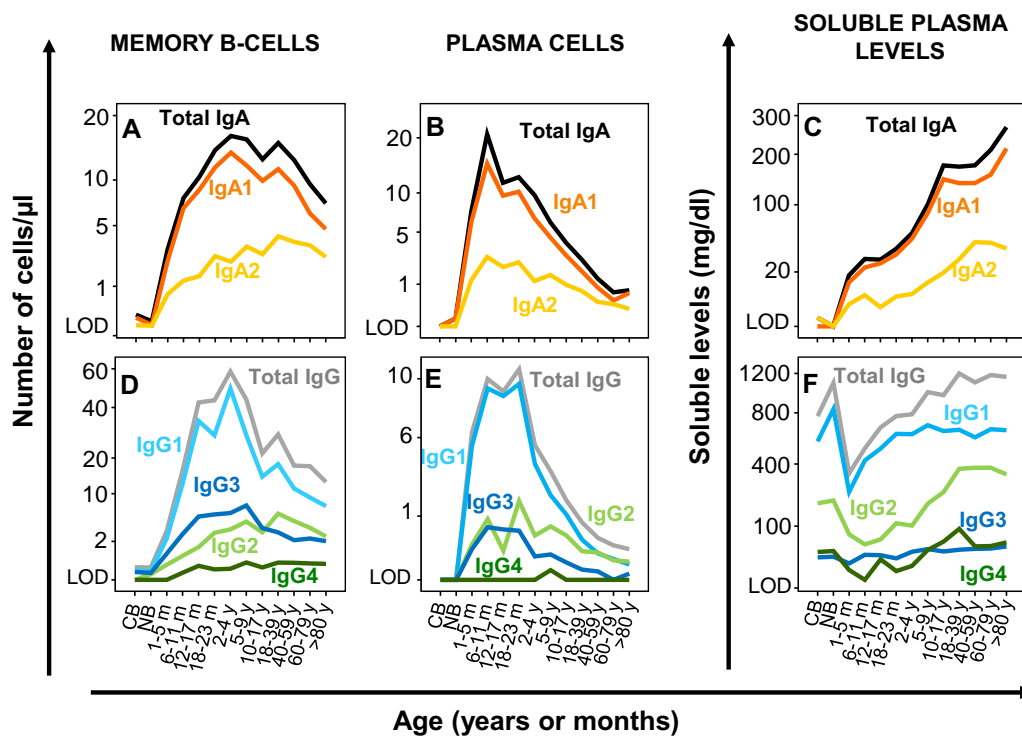 MEMORY B-CELLS
PLASMA CELLS
SOLUBLE PLASMA
LEVELS
Number of cells/µl
A
Total IgA
IgA1
IgA2
20
10
5
1
LOD
B
Total IgA
IgA1
IgA2
20
10
5
1
LOD
Soluble levels (mg/dl)
C
Total IgA
IgA1
IgA2
300
200
100
20
LOD
D
Total IgG
IgG1
IgG3
IgG2
IgG4
60
40
20
10
2
LOD
E
Total IgG
IgG1
IgG3
IgG2
IgG4
10
6
1
LOD
F
Total IgG
IgG1
IgG2
IgG3
IgG4
1200
800
400
100
LOD
CB
NB
1-5 m
6-11 m
12-17 m
18-23 m
2-4 y
5-9 y
10-17 y
18-39 y
40-59 y
60-79 y
>80 y
CB
NB
1-5 m
6-11 m
12-17 m
18-23 m
2-4 y
5-9 y
10-17 y
18-39 y
40-59 y
60-79 y
>80 y
CB
NB
1-5 m
6-11 m
12-17 m
18-23 m
2-4 y
5-9 y
10-17 y
18-39 y
40-59 y
60-79 y
>80 y
Age (years or months)